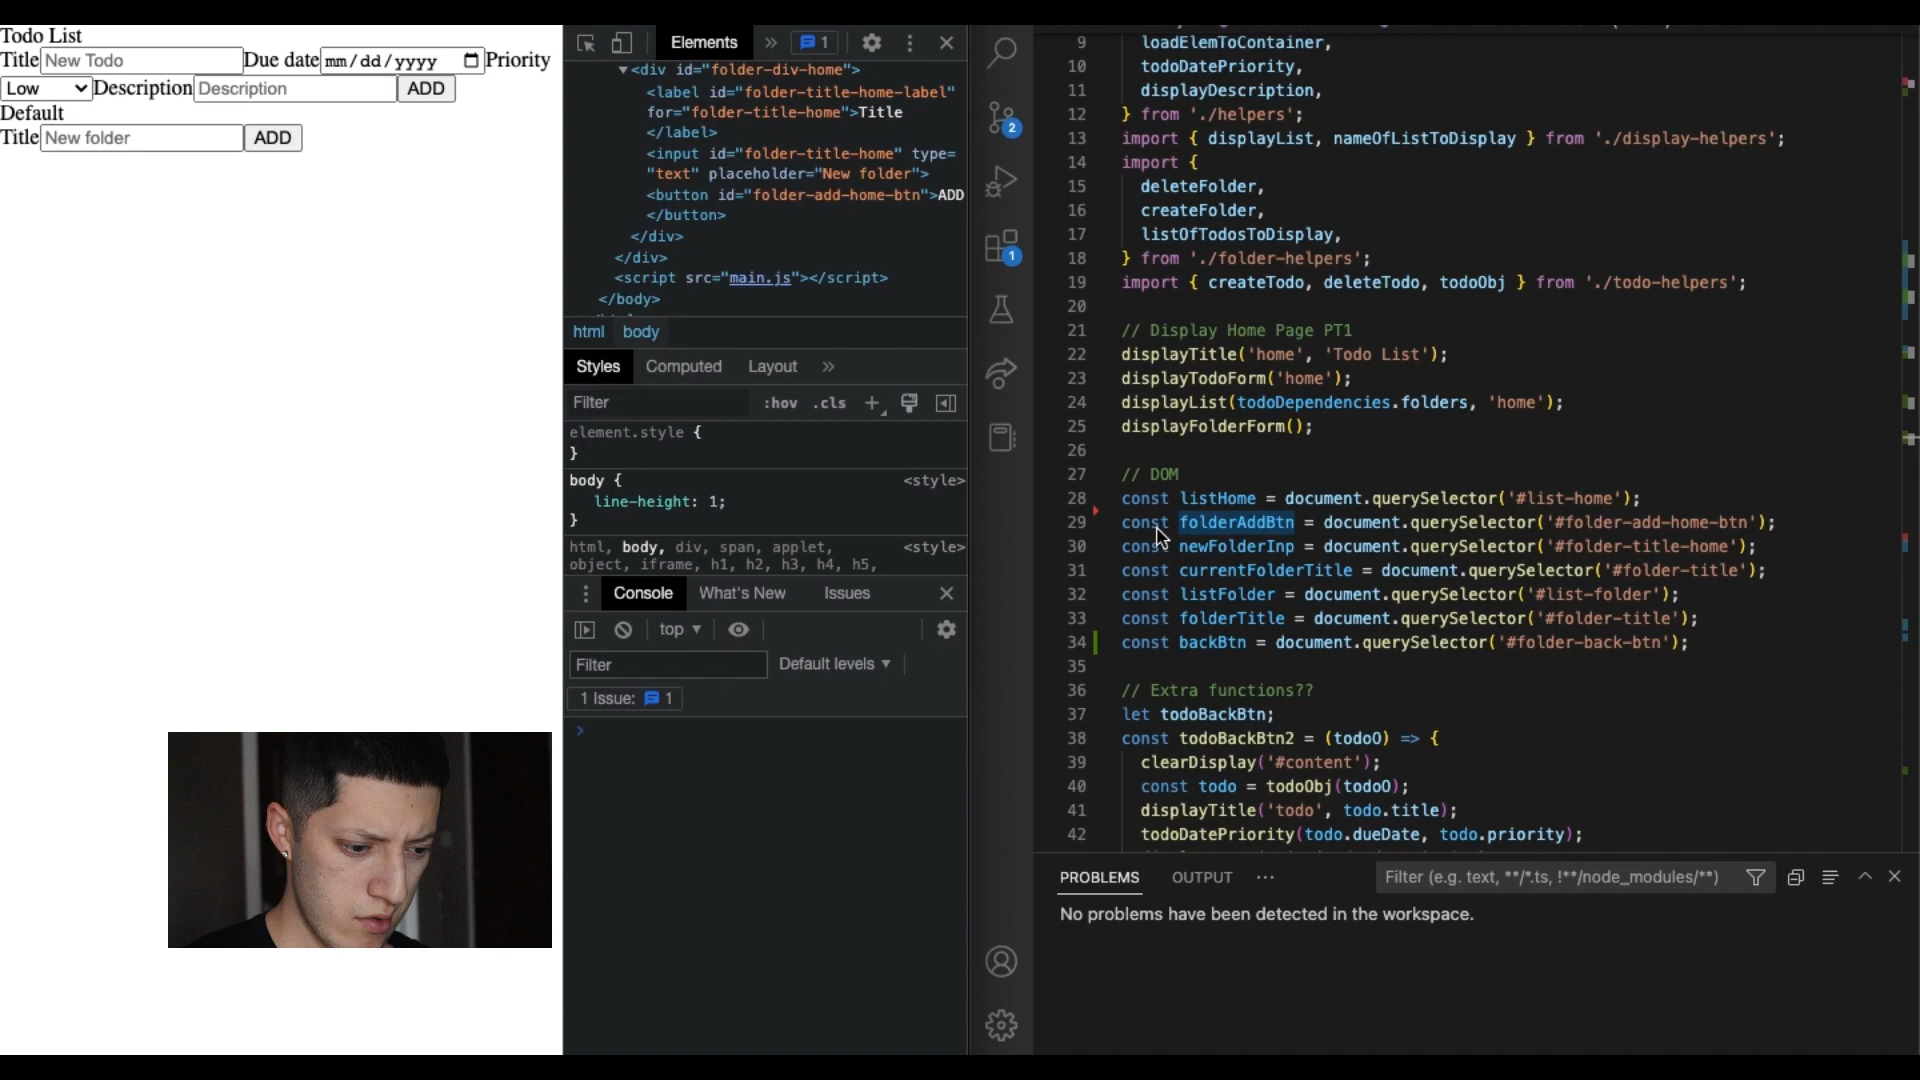 Todo List
Title New Todo Due date mm/dd/yyyy Priority
Low Description Description ADD
Default
Title New folder ADD
Elements » 1
<div id="folder-div-home">
<label id="folder-title-home-label"
for="folder-title-home">Title
</label>
<input id="folder-title-home" type=
"text" placeholder="New folder">
<button id="folder-add-home-btn">ADD
</button>
</div>
</div>
<script src="main.js"></script>
</body>
html body
Styles Computed Layout »
Filter :hov .cls +
element.style {
}
body { <style>
line-height: 1;
}
html, body, div, span, applet, <style>
object, iframe, h1, h2, h3, h4, h5,
Console What's New Issues
top ▼
Filter Default levels ▼
1 Issue: 1
>
2
1
9 loadElemToContainer,
10 todoDatePriority,
11 displayDescription,
12 } from './helpers';
13 import { displayList, nameOfListToDisplay } from './display-helpers';
14 import {
15 deleteFolder,
16 createFolder,
17 listOfTodosToDisplay,
18 } from './folder-helpers';
19 import { createTodo, deleteTodo, todoObj } from './todo-helpers';
20
21 // Display Home Page PT1
22 displayTitle('home', 'Todo List');
23 displayTodoForm('home');
24 displayList(todoDependencies.folders, 'home');
25 displayFolderForm();
26
27 // DOM
28 const listHome = document.querySelector('#list-home');
29 const folderAddBtn = document.querySelector('#folder-add-home-btn');
30 const newFolderInp = document.querySelector('#folder-title-home');
31 const currentFolderTitle = document.querySelector('#folder-title');
32 const listFolder = document.querySelector('#list-folder');
33 const folderTitle = document.querySelector('#folder-title');
34 const backBtn = document.querySelector('#folder-back-btn');
35
36 // Extra functions??
37 let todoBackBtn;
38 const todoBackBtn2 = (todoO) => {
39 clearDisplay('#content');
40 const todo = todoObj(todoO);
41 displayTitle('todo', todo.title);
42 todoDatePriority(todo.dueDate, todo.priority);
PROBLEMS OUTPUT ··· Filter (e.g. text, **/*.ts, !**/node_modules/**)
No problems have been detected in the workspace.